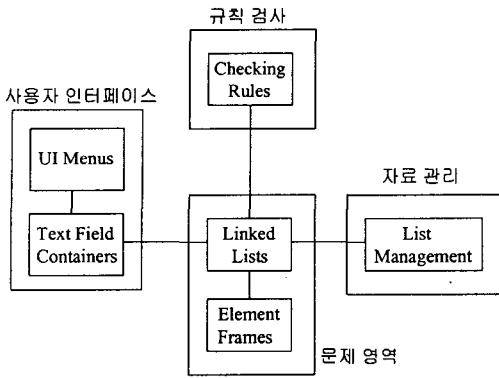 규칙 검사
Checking
Rules
사용자 인터페이스
UI Menus
Text Field
Containers
자료 관리
Linked
Lists
List
Management
Element
Frames
문제 영역